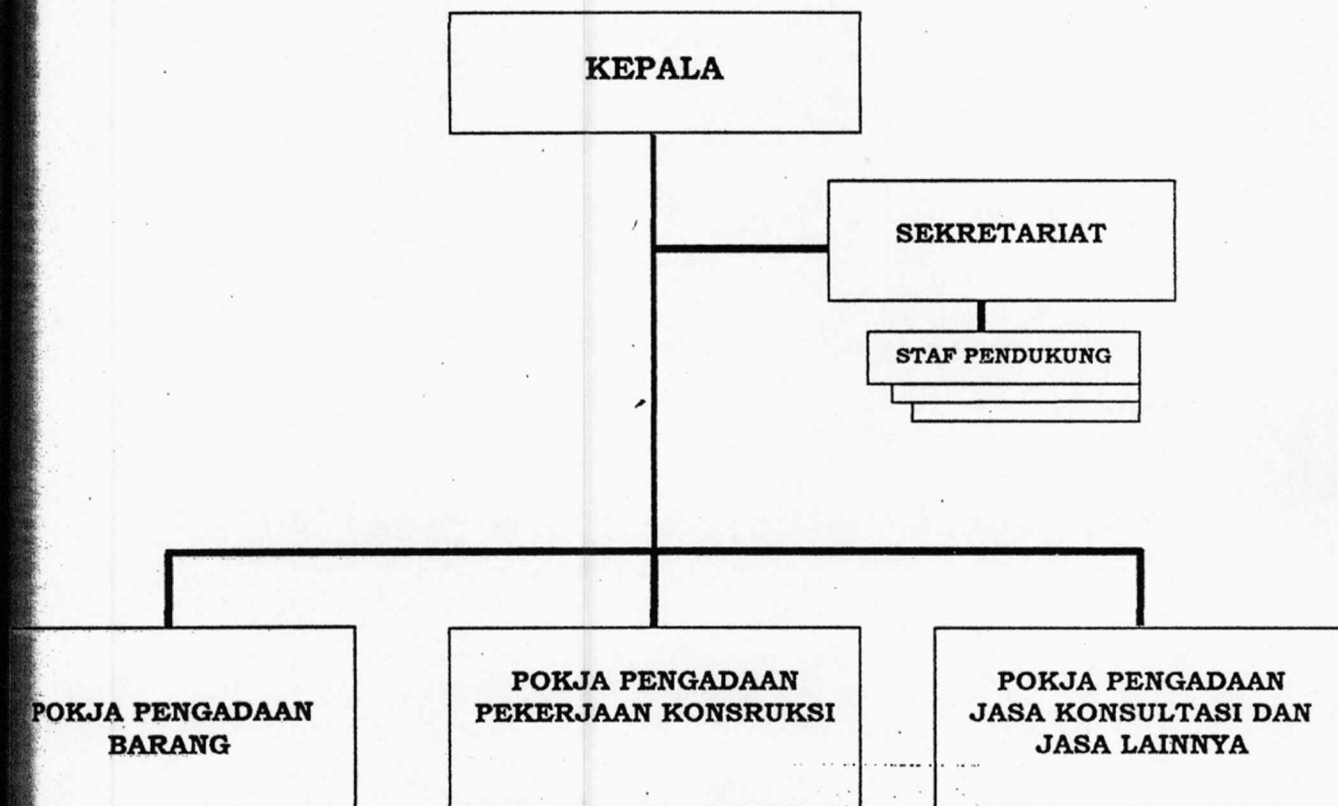 KEPALA
SEKRETARIAT
STAF PENDUKUNG
POKJA PENGADAAN
BARANG
POKJA PENGADAAN
PEKERJAAN KONSRUKSI
POKJA PENGADAAN
JASA KONSULTASI DAN
JASA LAINNYA